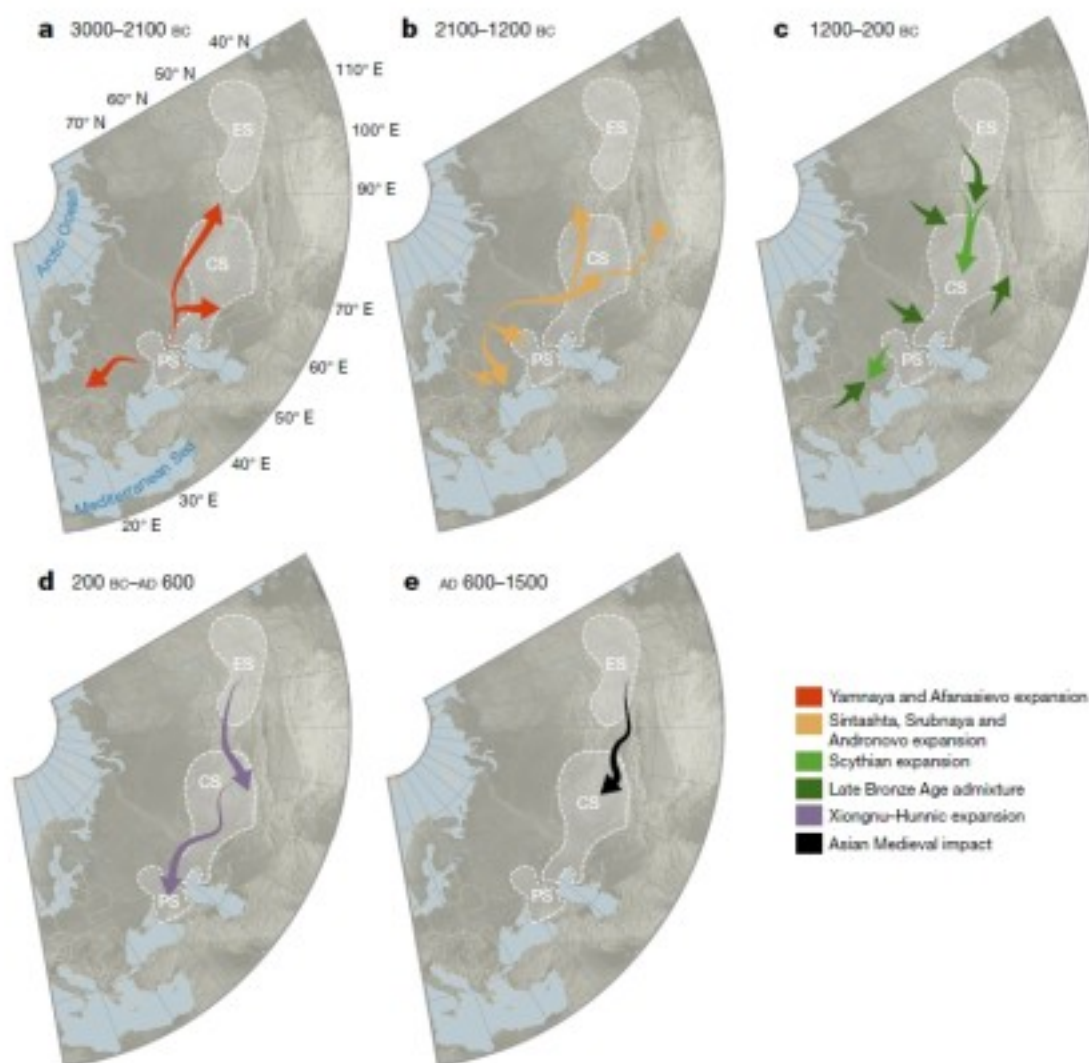 a 3000–2100 BC
40° N
50° N
60° N
70° N
110° E
100° E
90° E
70° E
60° E
50° E
40° E
30° E
20° E
Arctic Ocean
Mediterranean Sea
ES
CS
PS
b 2100–1200 BC
ES
CS
PS
c 1200–200 BC
ES
CS
PS
d 200 BC–AD 600
ES
CS
PS
e AD 600–1500
ES
CS
PS
Yamnaya and Afanasievo expansion
Sintashta, Srubnaya and
Andronovo expansion
Scythian expansion
Late Bronze Age admixture
Xiongnu–Hunnic expansion
Asian Medieval impact